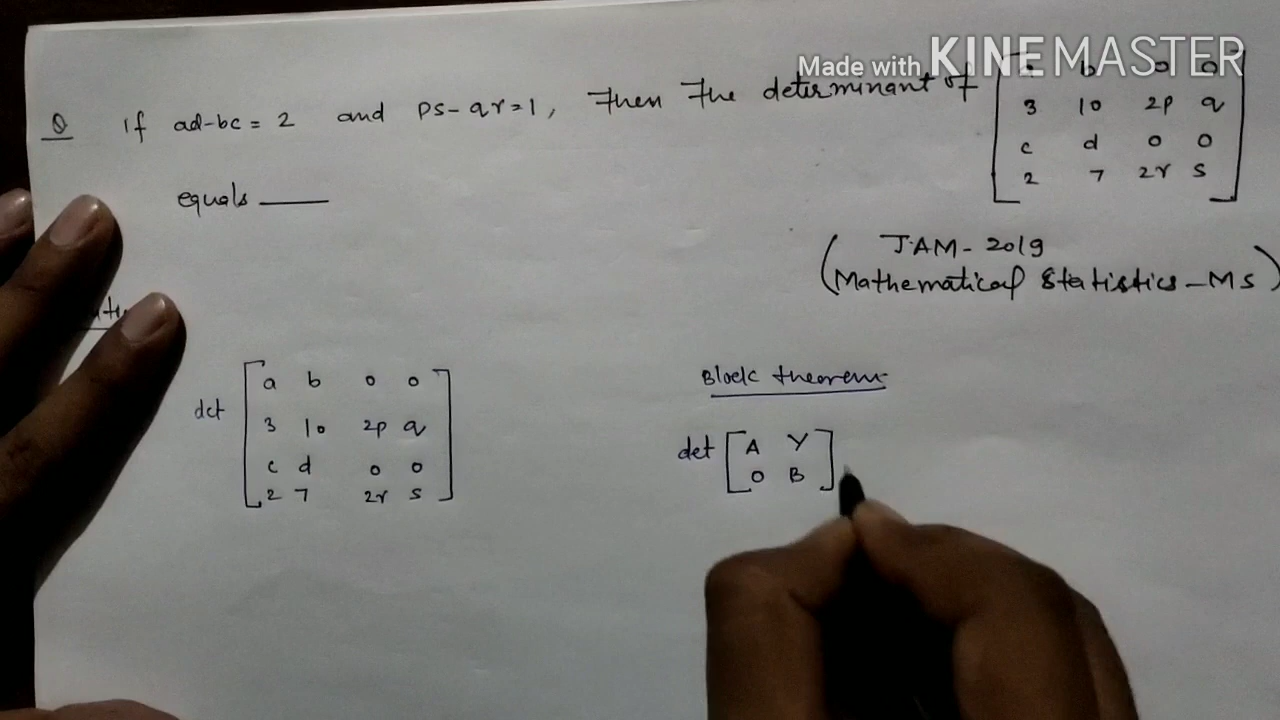 Made with KINEMASTER
Q If ad-bc = 2 and ps-qr=1, Then The determinant of
b 0 0
3 10 2p q
c d 0 0
2 7 2r s
equals ____
(JAM-2019
Mathematical Statistics-MS)
det [a b 0 0
3 10 2p q
c d 0 0
2 7 2r s]
Block theorem
det [A Y
0 B]